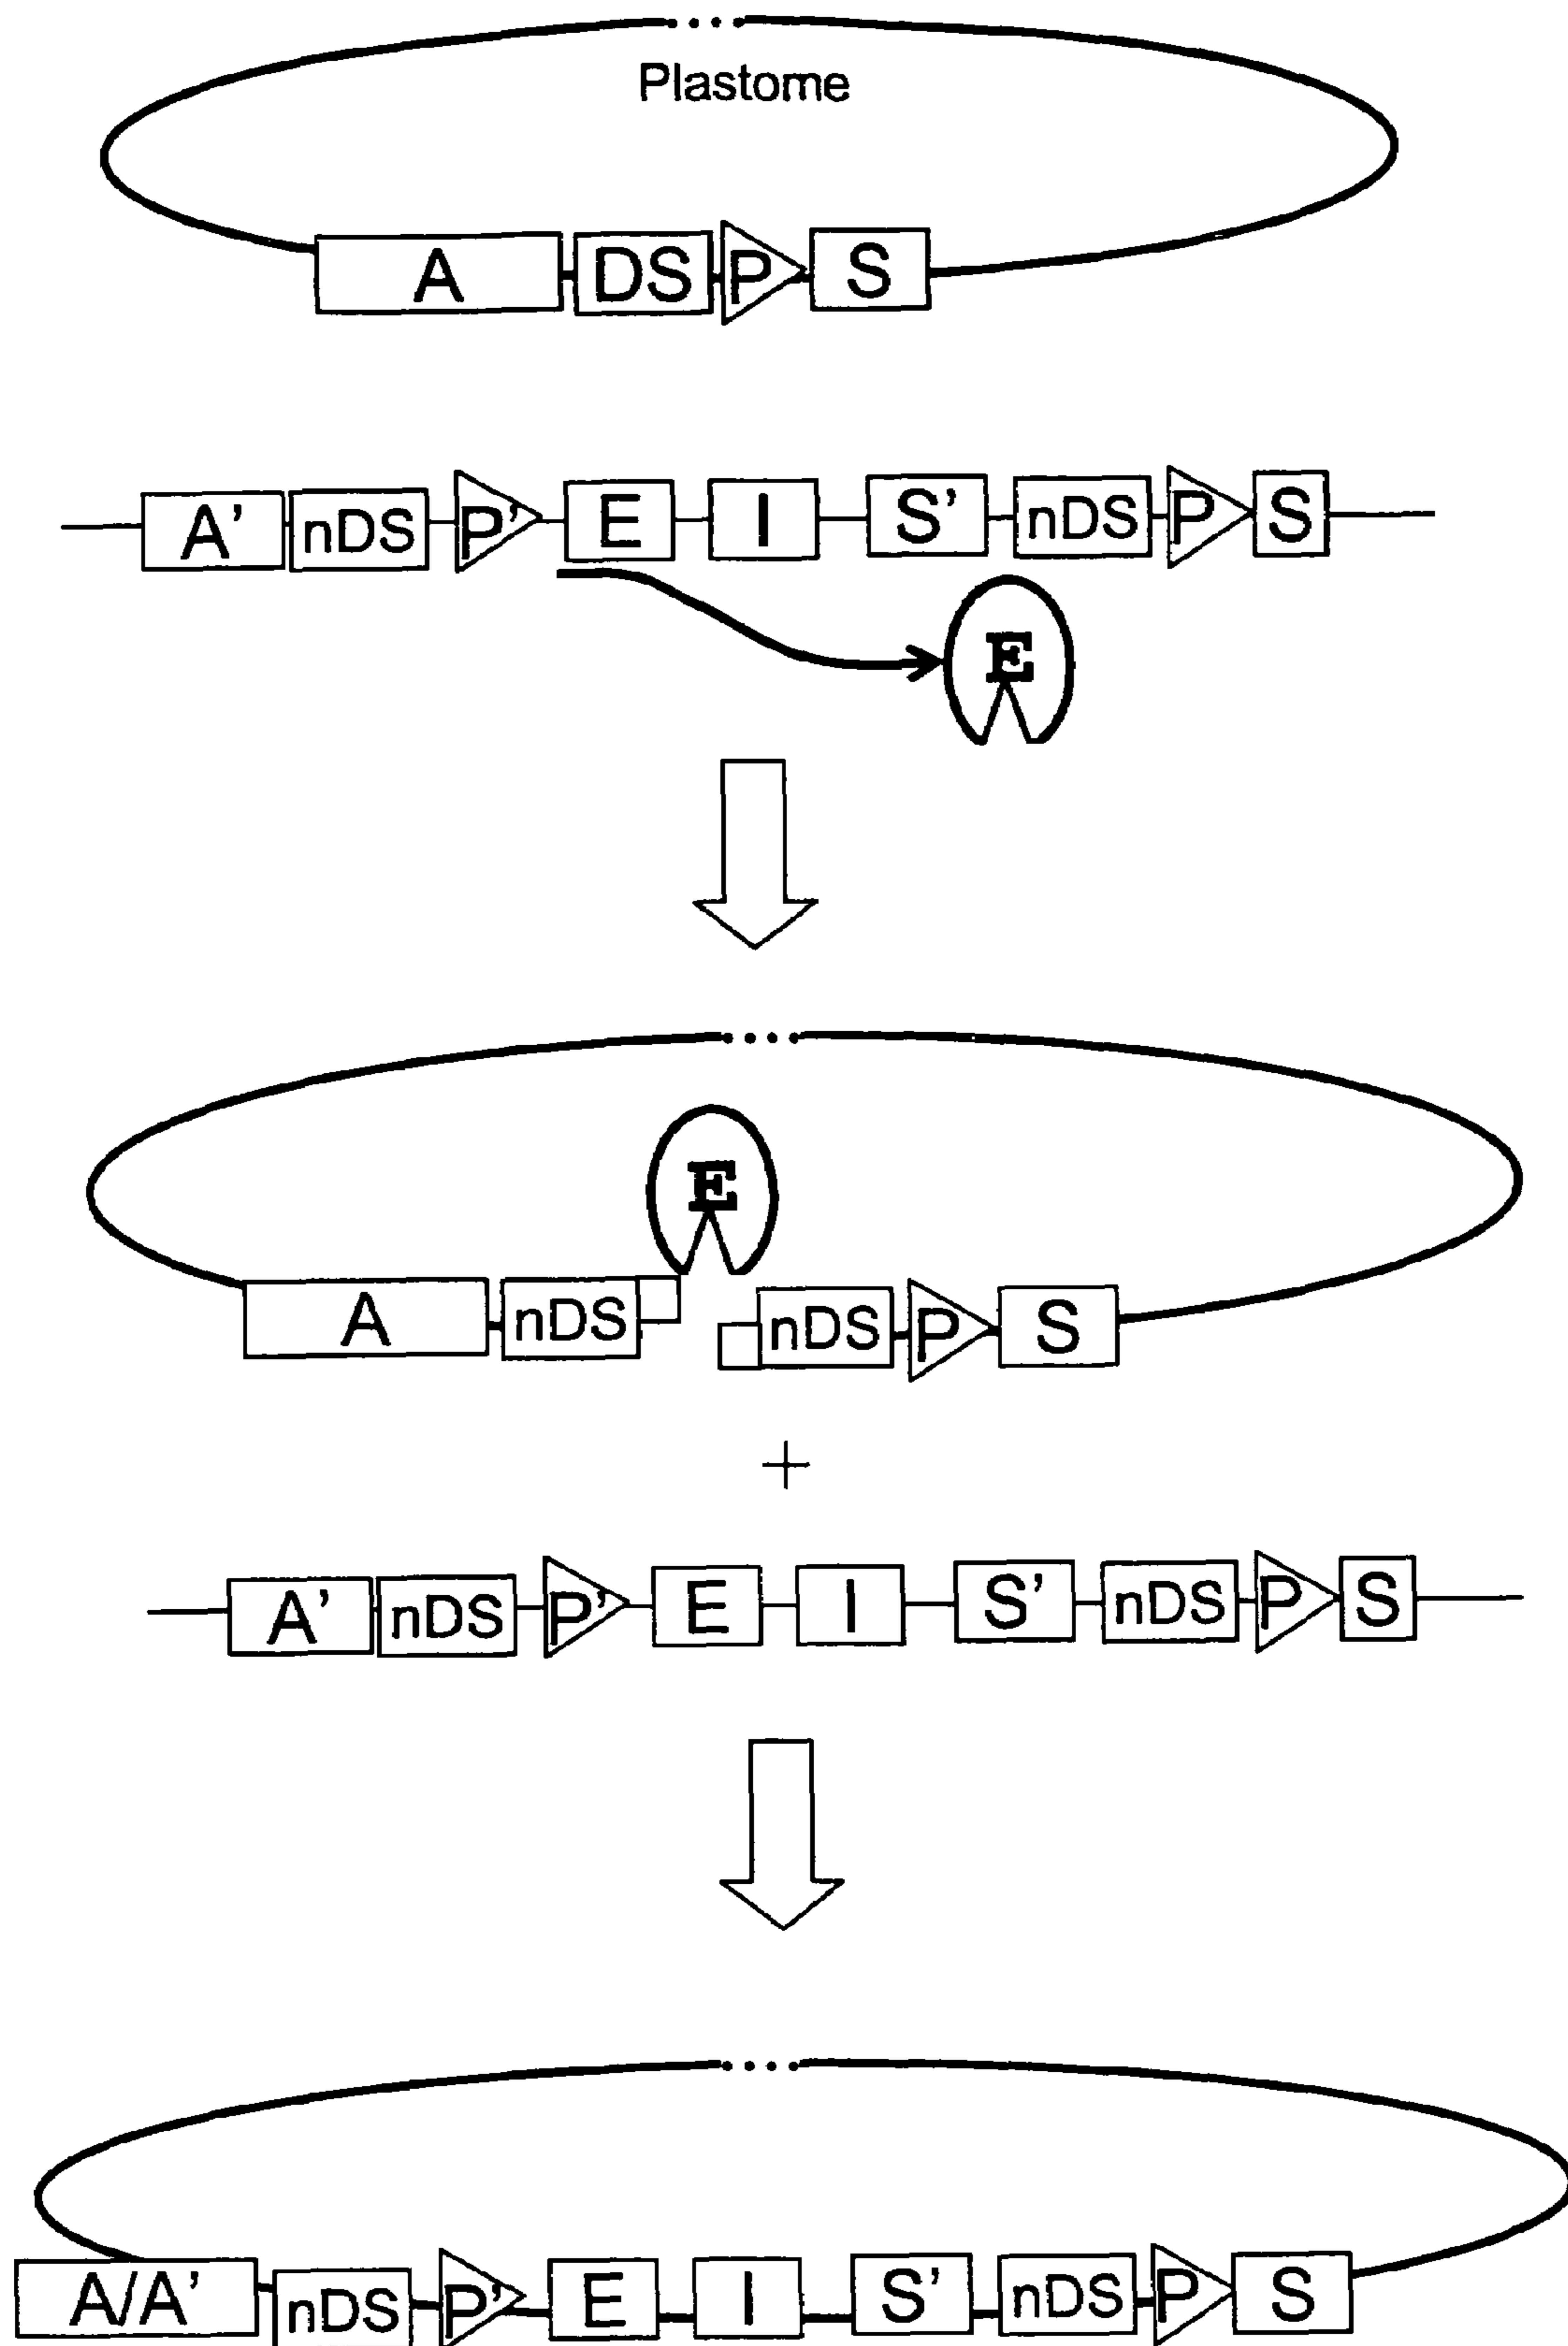 Plastome
A DS P S
A' nDS P' E I S' nDS P S
E
E
A nDS nDS P S
+
A' nDS P' E I S' nDS P S
A/A' nDS P' E I S' nDS P S